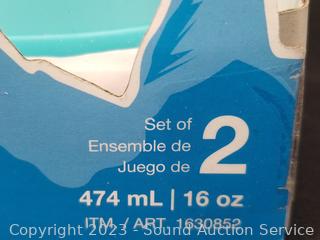 Set of
Ensemble de
Juego de
2
474 mL | 16 oz
ITM. / ART. 1630852
Copyright © 2023 - Sound Auction Service